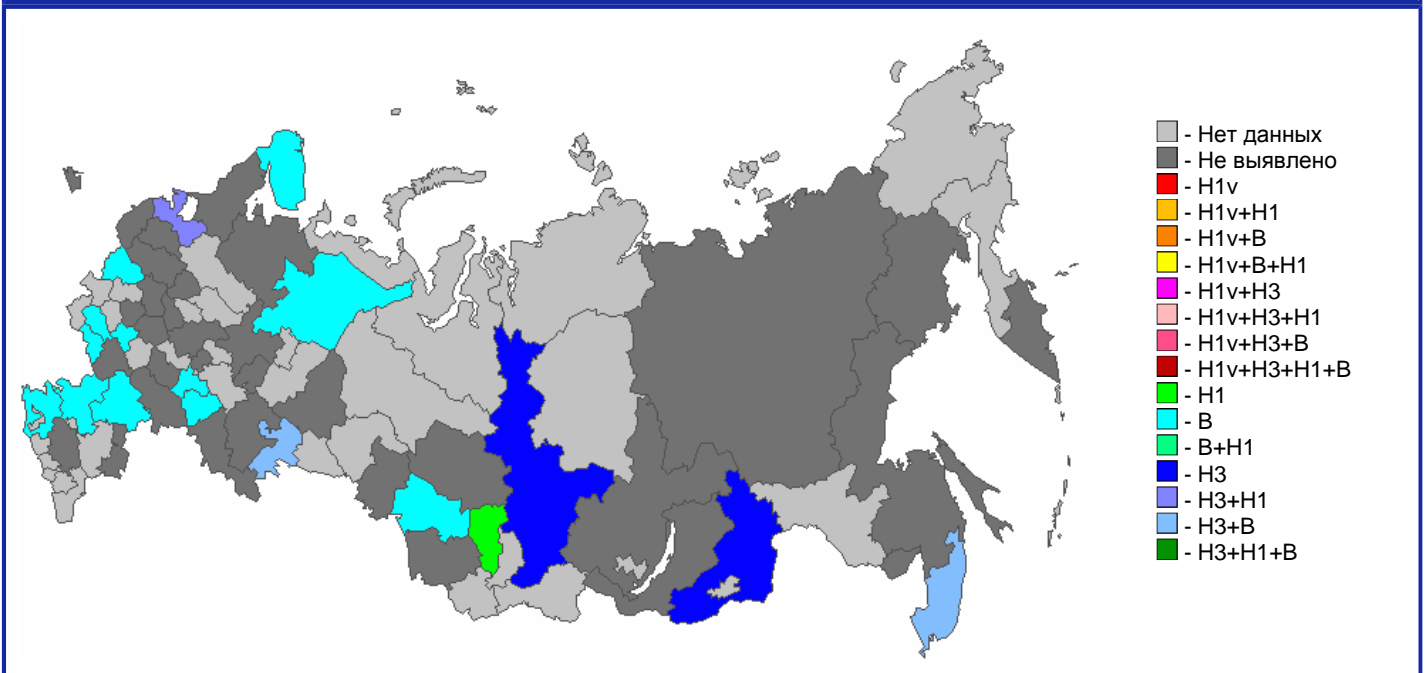 - Нет данных
- Не выявлено
- H1v
- H1v+H1
- H1v+B
- H1v+B+H1
- H1v+H3
- H1v+H3+H1
- H1v+H3+B
- H1v+H3+H1+B
- H1
- B
- B+H1
- H3
- H3+H1
- H3+B
- H3+H1+B